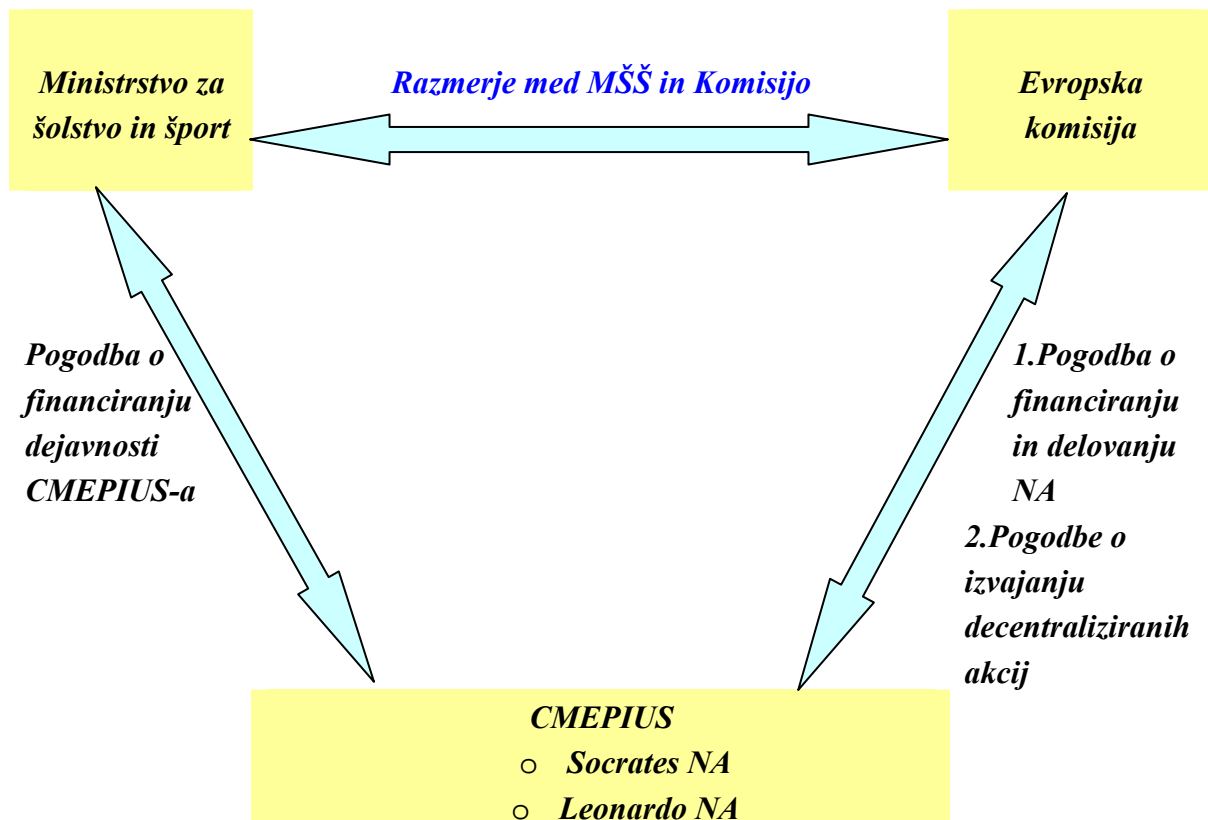 Ministrstvo za
šolstvo in šport
Razmerje med MŠŠ in Komisijo
Evropska
komisija
Pogodba o
financiranju
dejavnosti
CMEPIUS-a
1.Pogodba o
financiranju
in delovanju
NA
2.Pogodbe o
izvajanju
decentraliziranih
akcij
CMEPIUS
o Socrates NA
o Leonardo NA